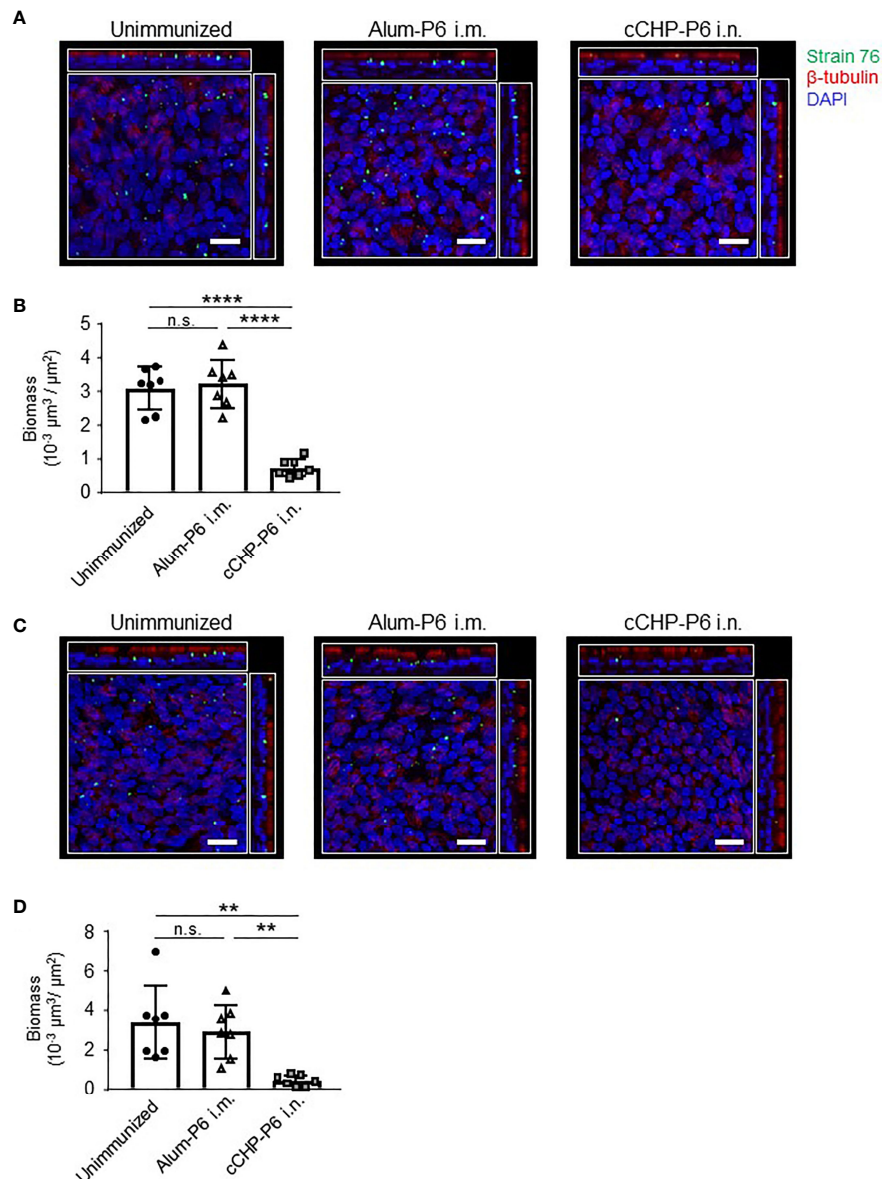 A
Unimmunized
Alum-P6 i.m.
cCHP-P6 i.n.
Strain 76
β-tubulin
DAPI
B
****
n.s.
****
5
4
3
2
1
0
Biomass
(10⁻³ µm³ / µm²)
Unimmunized
Alum-P6 i.m.
cCHP-P6 i.n.
C
Unimmunized
Alum-P6 i.m.
cCHP-P6 i.n.
D
**
n.s.
**
8
6
4
2
0
Biomass
(10⁻³ µm³/ µm²)
Unimmunized
Alum-P6 i.m.
cCHP-P6 i.n.